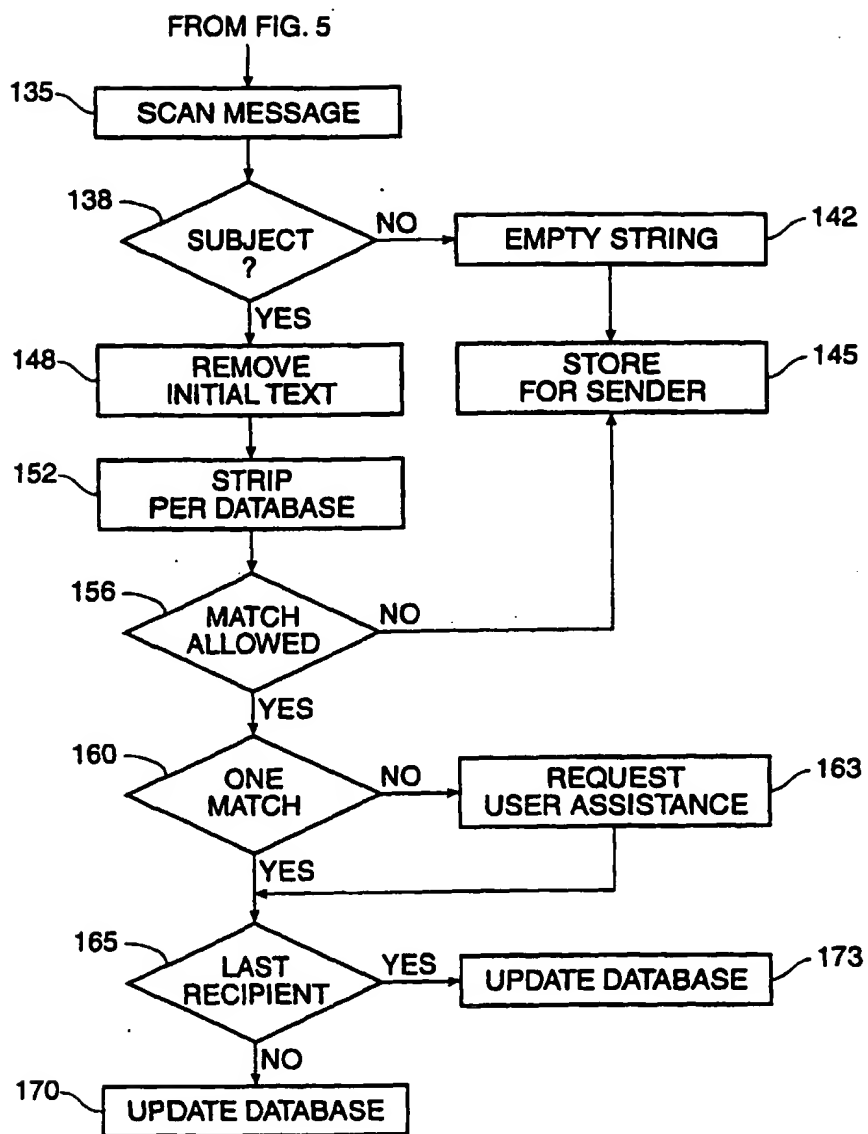 FROM FIG. 5
135
SCAN MESSAGE
138
SUBJECT
?
NO
EMPTY STRING
142
YES
148
REMOVE
INITIAL TEXT
STORE
FOR SENDER
145
152
STRIP
PER DATABASE
156
MATCH
ALLOWED
NO
YES
160
ONE
MATCH
NO
REQUEST
USER ASSISTANCE
163
YES
165
LAST
RECIPIENT
YES
UPDATE DATABASE
173
NO
170
UPDATE DATABASE